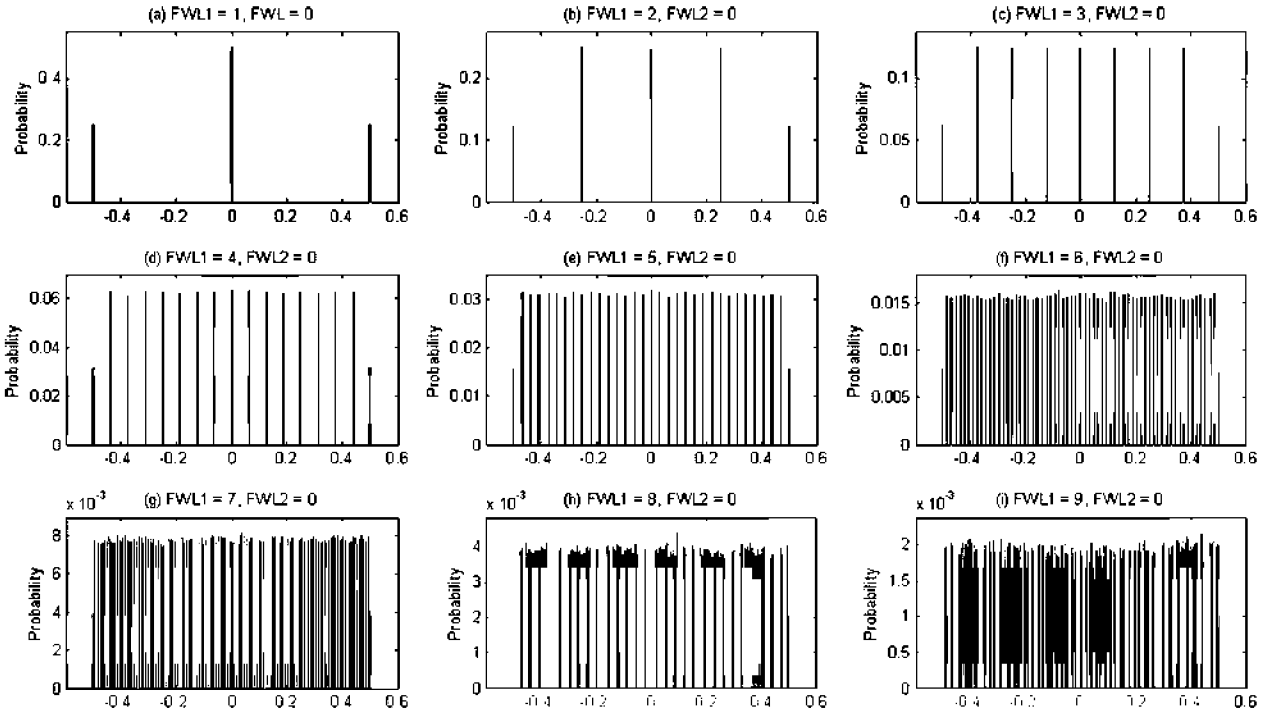 (a) FWL1 = 1, FWL = 0
(b) FWL1 = 2, FWL2 = 0
(c) FWL1 = 3, FWL2 = 0
Probability
0.4
0.2
0
-0.4 -0.2 0 0.2 0.4 0.6
Probability
0.2
0.1
0
-0.4 -0.2 0 0.2 0.4 0.6
Probability
0.1
0.05
0
-0.4 -0.2 0 0.2 0.4 0.6
(d) FWL1 = 4, FWL2 = 0
(e) FWL1 = 5, FWL2 = 0
(f) FWL1 = 6, FWL2 = 0
Probability
0.06
0.04
0.02
0
-0.4 -0.2 0 0.2 0.4 0.6
Probability
0.03
0.02
0.01
0
-0.4 -0.2 0 0.2 0.4 0.6
Probability
0.015
0.01
0.005
0
-0.4 -0.2 0 0.2 0.4 0.6
x 10⁻³ (g) FWL1 = 7, FWL2 = 0
x 10⁻³ (h) FWL1 = 8, FWL2 = 0
x 10⁻³ (i) FWL1 = 9, FWL2 = 0
Probability
8
6
4
2
0
-0.4 -0.2 0 0.2 0.4 0.6
Probability
4
3
2
1
0
-0.4 -0.2 0 0.2 0.4 0.6
Probability
2
1.5
1
0.5
0
-0.4 -0.2 0 0.2 0.4 0.6